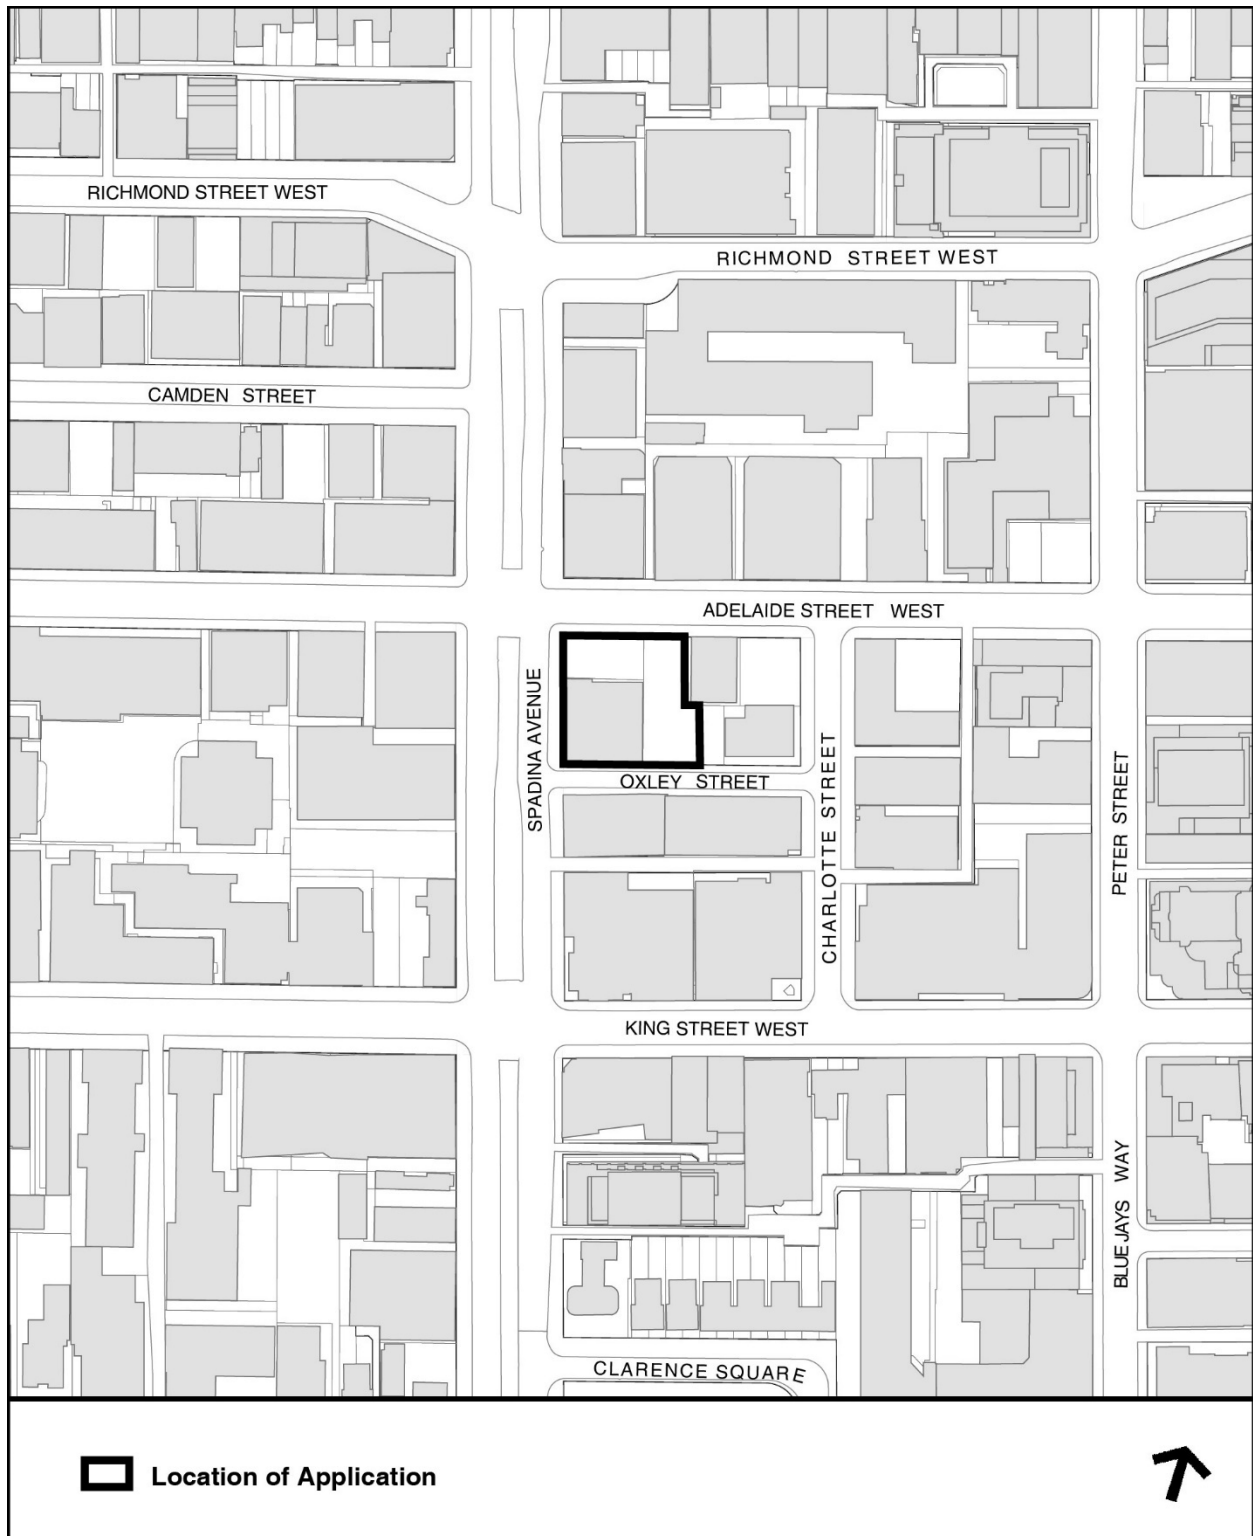 RICHMOND STREET WEST
RICHMOND STREET WEST
CAMDEN STREET
ADELAIDE STREET WEST
SPADINA AVENUE
OXLEY STREET
CHARLOTTE STREET
PETER STREET
KING STREET WEST
BLUE JAYS WAY
CLARENCE SQUARE
Location of Application